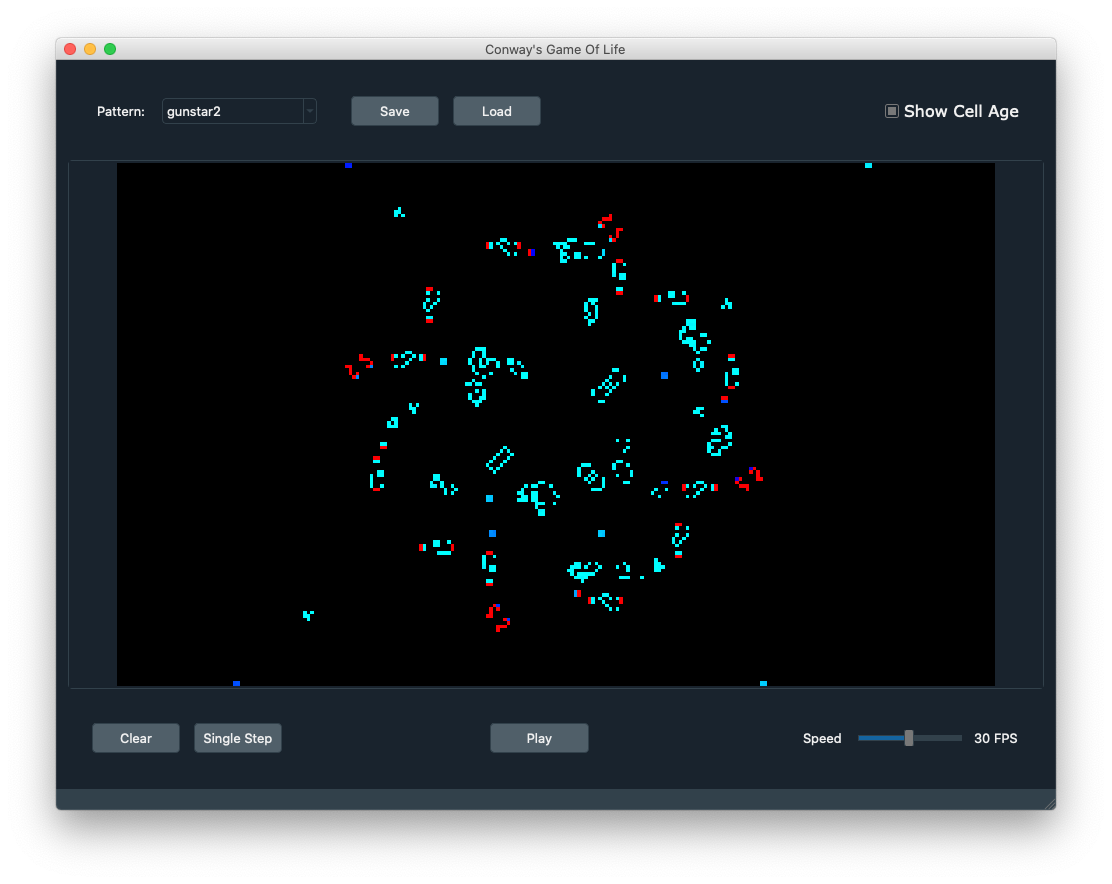 Conway's Game Of Life
Pattern: gunstar2 Save Load Show Cell Age
Clear Single Step Play Speed 30 FPS